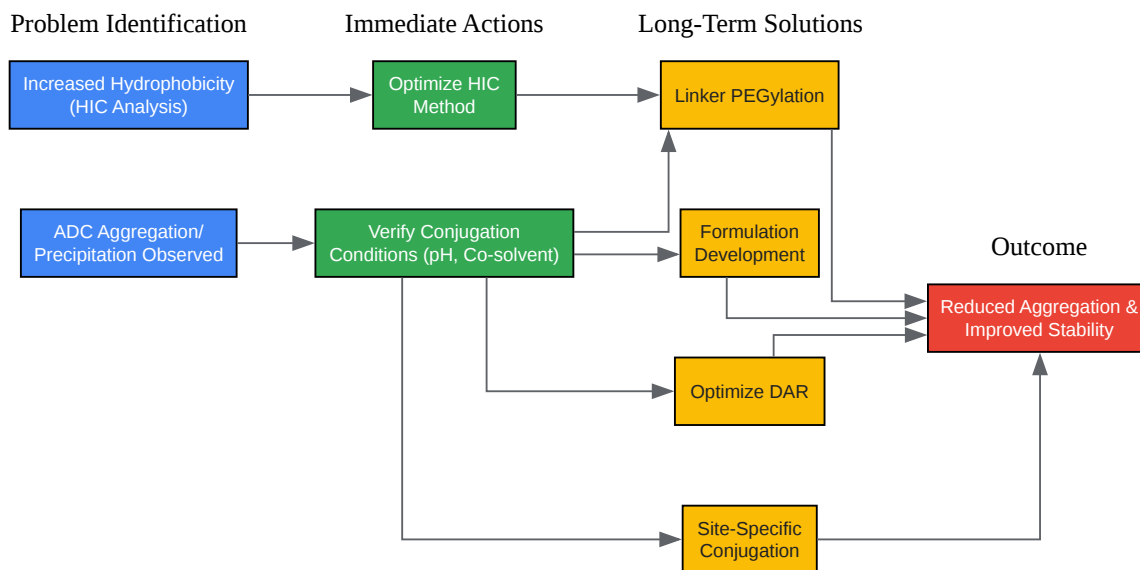 Problem Identification
Immediate Actions
Long-Term Solutions
Increased Hydrophobicity
(HIC Analysis)
Optimize HIC
Method
Linker PEGylation
ADC Aggregation/
Precipitation Observed
Verify Conjugation
Conditions (pH, Co-solvent)
Formulation
Development
Outcome
Reduced Aggregation &
Improved Stability
Optimize DAR
Site-Specific
Conjugation